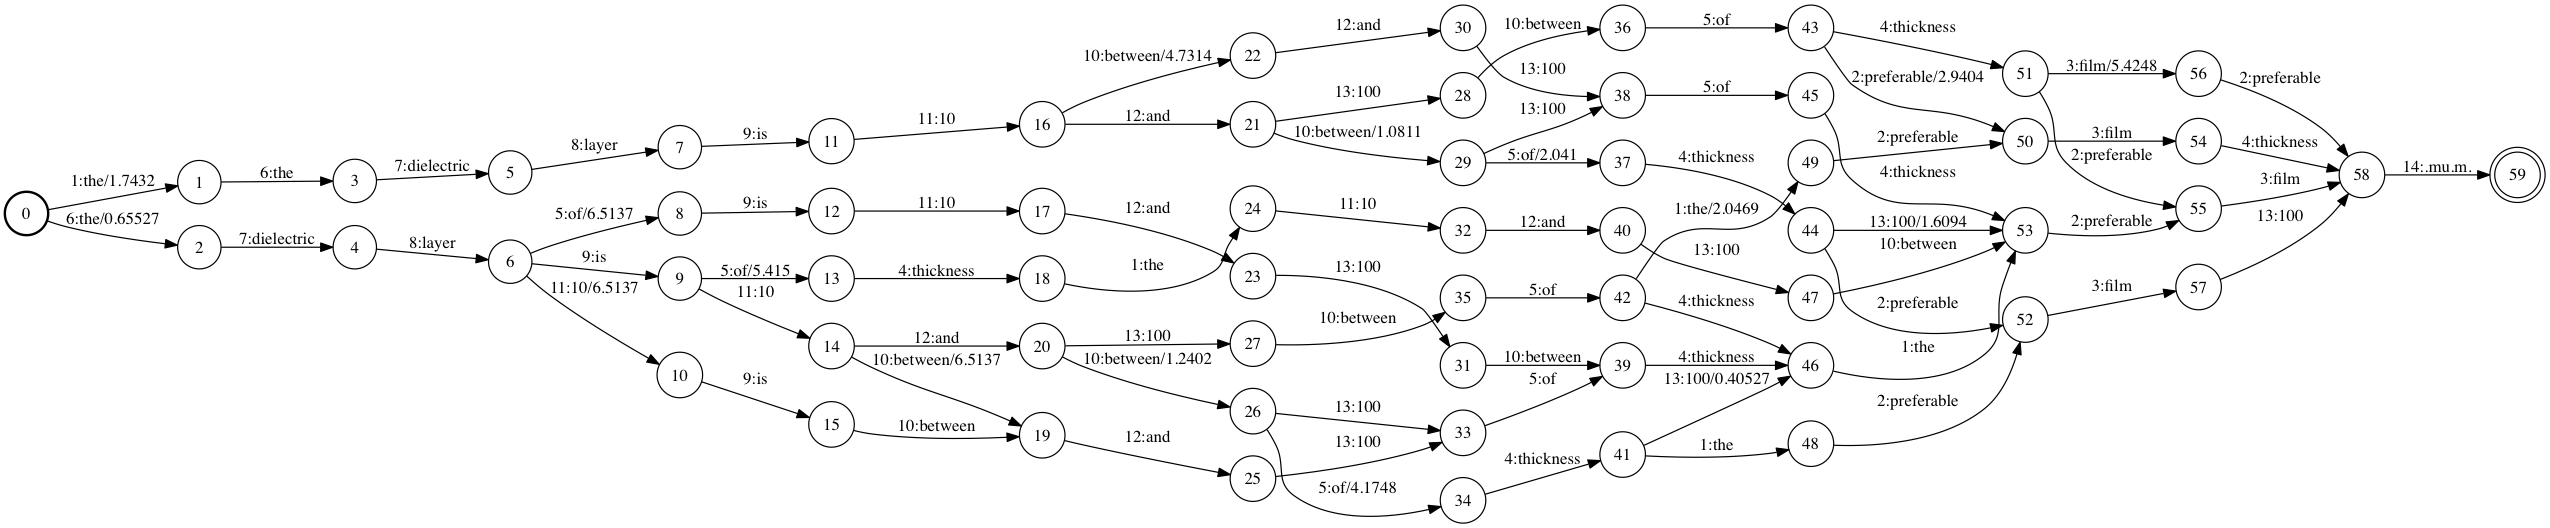 0
1:the/1.7432
6:the/0.65527
1
2
6:the
7:dielectric
3
4
7:dielectric
8:layer
5
6
8:layer
5:of/6.5137
9:is
11:10/6.5137
7
8
9
10
9:is
9:is
5:of/5.415
11:10
9:is
11
12
13
14
15
11:10
11:10
4:thickness
12:and
10:between/6.5137
10:between
16
17
18
20
19
10:between/4.7314
12:and
12:and
1:the
13:100
10:between/1.2402
12:and
22
21
24
23
27
26
25
12:and
13:100
10:between/1.0811
11:10
13:100
10:between
13:100
13:100
5:of/4.1748
30
28
29
32
35
31
33
34
10:between
13:100
13:100
5:of/2.041
12:and
5:of
10:between
5:of
4:thickness
36
38
37
40
42
39
41
5:of
5:of
4:thickness
1:the/2.0469
13:100
4:thickness
4:thickness
13:100/0.40527
1:the
43
45
49
44
47
46
48
4:thickness
2:preferable/2.9404
2:preferable
4:thickness
13:100/1.6094
10:between
2:preferable
1:the
2:preferable
51
50
53
52
3:film/5.4248
3:film
2:preferable
2:preferable
3:film
56
54
55
57
2:preferable
4:thickness
3:film
13:100
58
14:.mu.m.
59